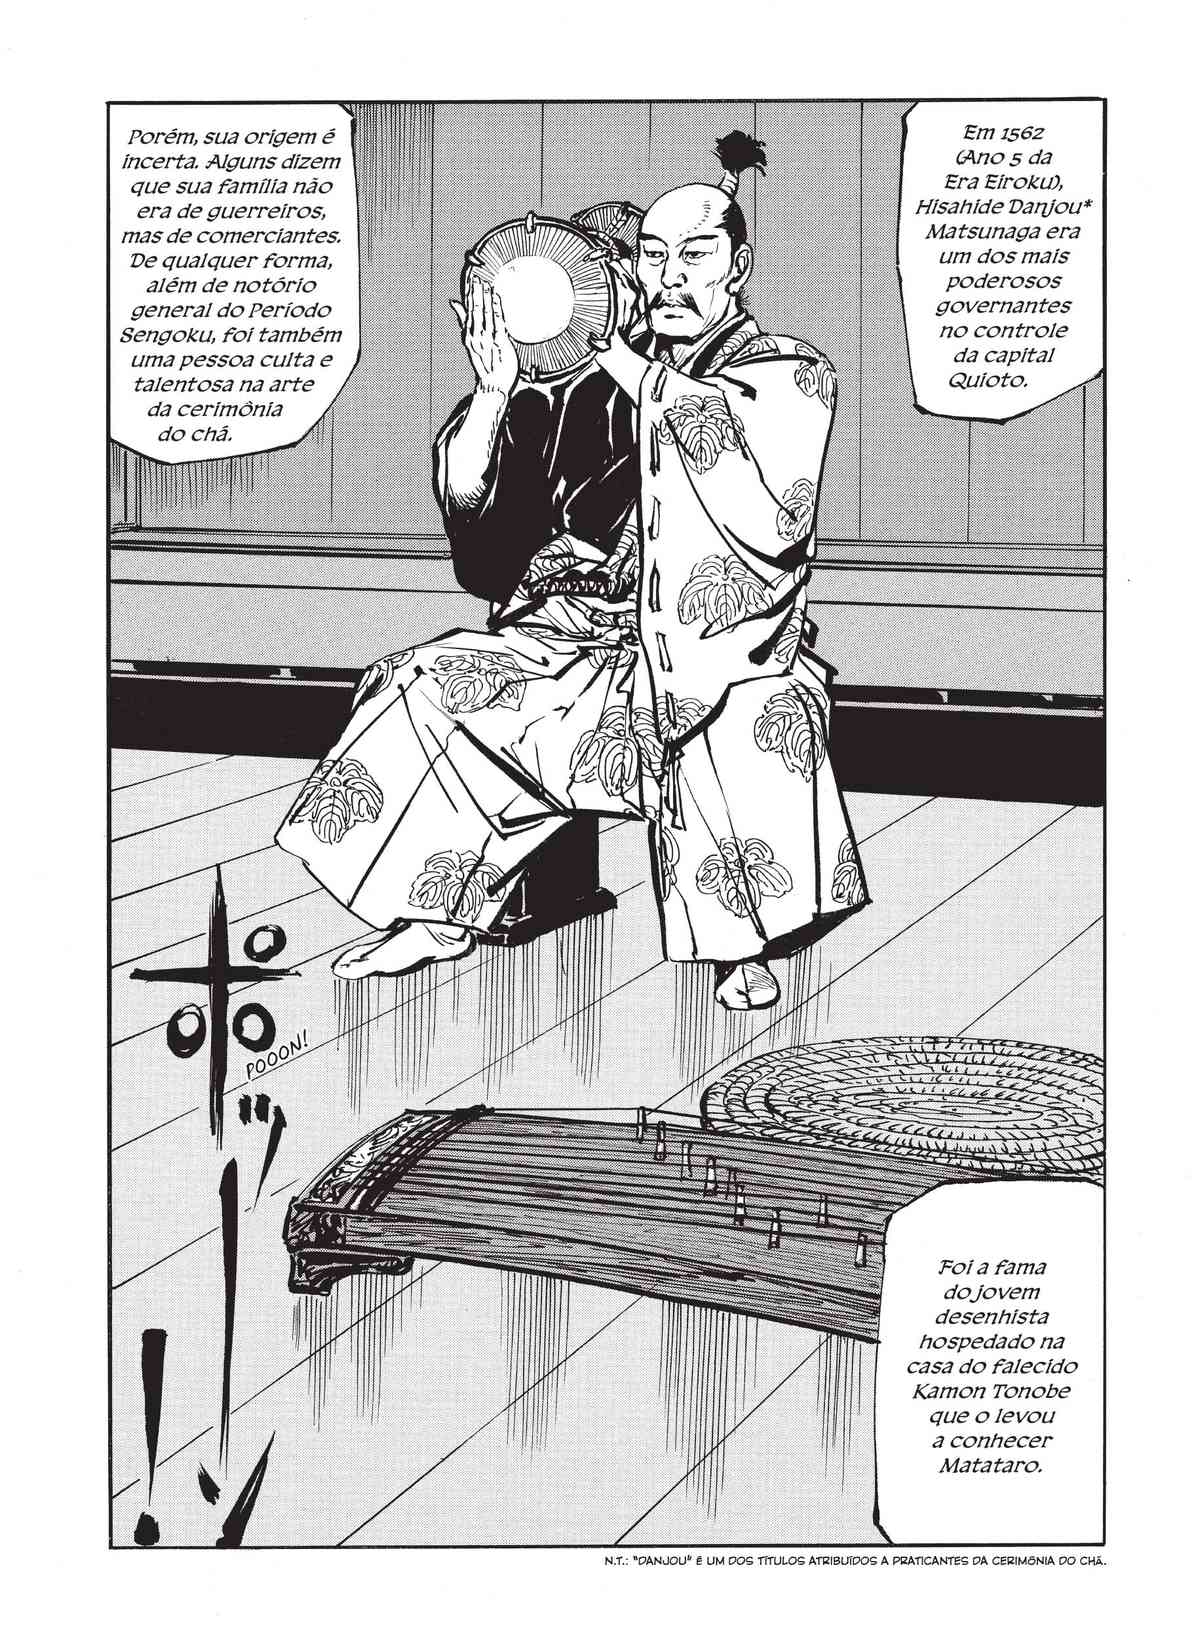 Em 1562
(Ano 5 da
Era Eiroku),
Hisahide Danjou*
Matsunaga era
um dos mais
poderosos
governantes
no controle
da capital
Quioto.
Porém, sua origem é
incerta. Alguns dizem
que sua família não
era de guerreiros,
mas de comerciantes.
De qualquer forma,
além de notório
general do Período
Sengoku, foi também
uma pessoa culta e
talentosa na arte
da cerimônia
do chá.
ポーッン!!
POOON!
Foi a fama
do jovem
desenhista
hospedado na
casa do falecido
Kamon Tonobe
que o levou
a conhecer
Matataro.
N.T.: "DANJOU" É UM DOS TÍTULOS ATRIBUÍDOS A PRATICANTES DA CERIMÔNIA DO CHÁ.